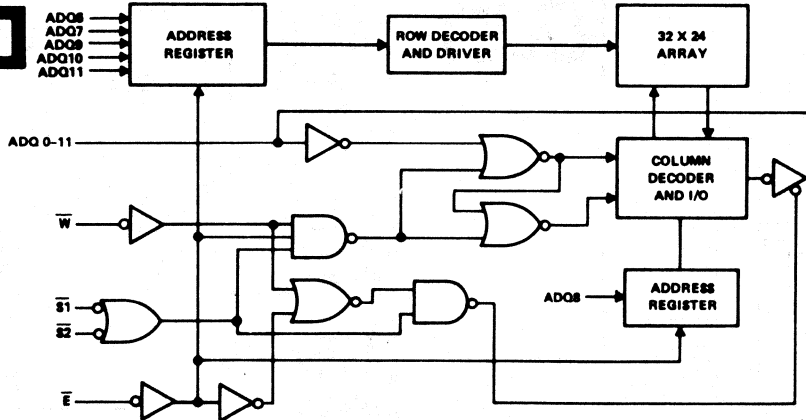 ADQ6
ADQ7
ADQ9
ADQ10
ADQ11
ADDRESS
REGISTER
ROW DECODER
AND DRIVER
32 X 24
ARRAY
ADQ 0-11
COLUMN
DECODER
AND I/O
W̅
S̅1̅
S̅2̅
ADQ8
ADDRESS
REGISTER
E̅